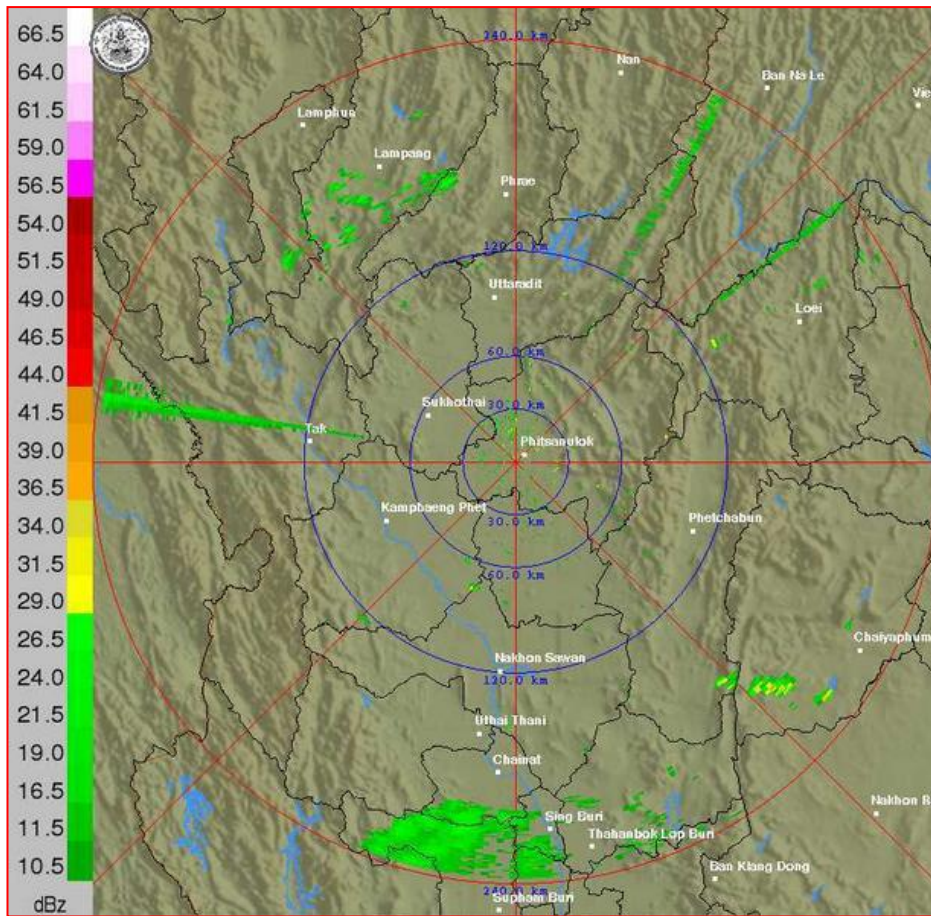 66.5
64.0
61.5
59.0
56.5
54.0
51.5
49.0
46.5
44.0
41.5
39.0
36.5
34.0
31.5
29.0
26.5
24.0
21.5
19.0
16.5
11.5
10.5
dBz
240.0 km
Nan
Ban Na Le
Vie
Lamphun
Lampang
Phrae
120.0 km
Uttaradit
Loei
60.0 km
30.0 km
Sukhothai
Tak
Phitsanulok
Kamphaeng Phet
30.0 km
Phetchabun
60.0 km
Chaiyaphum
Nakhon Sawan
120.0 km
Uthai Thani
Chainat
Nakhon R
Sing Buri
Thahanbok Lop Buri
Ban Klang Dong
240.0 km
Supham Buri